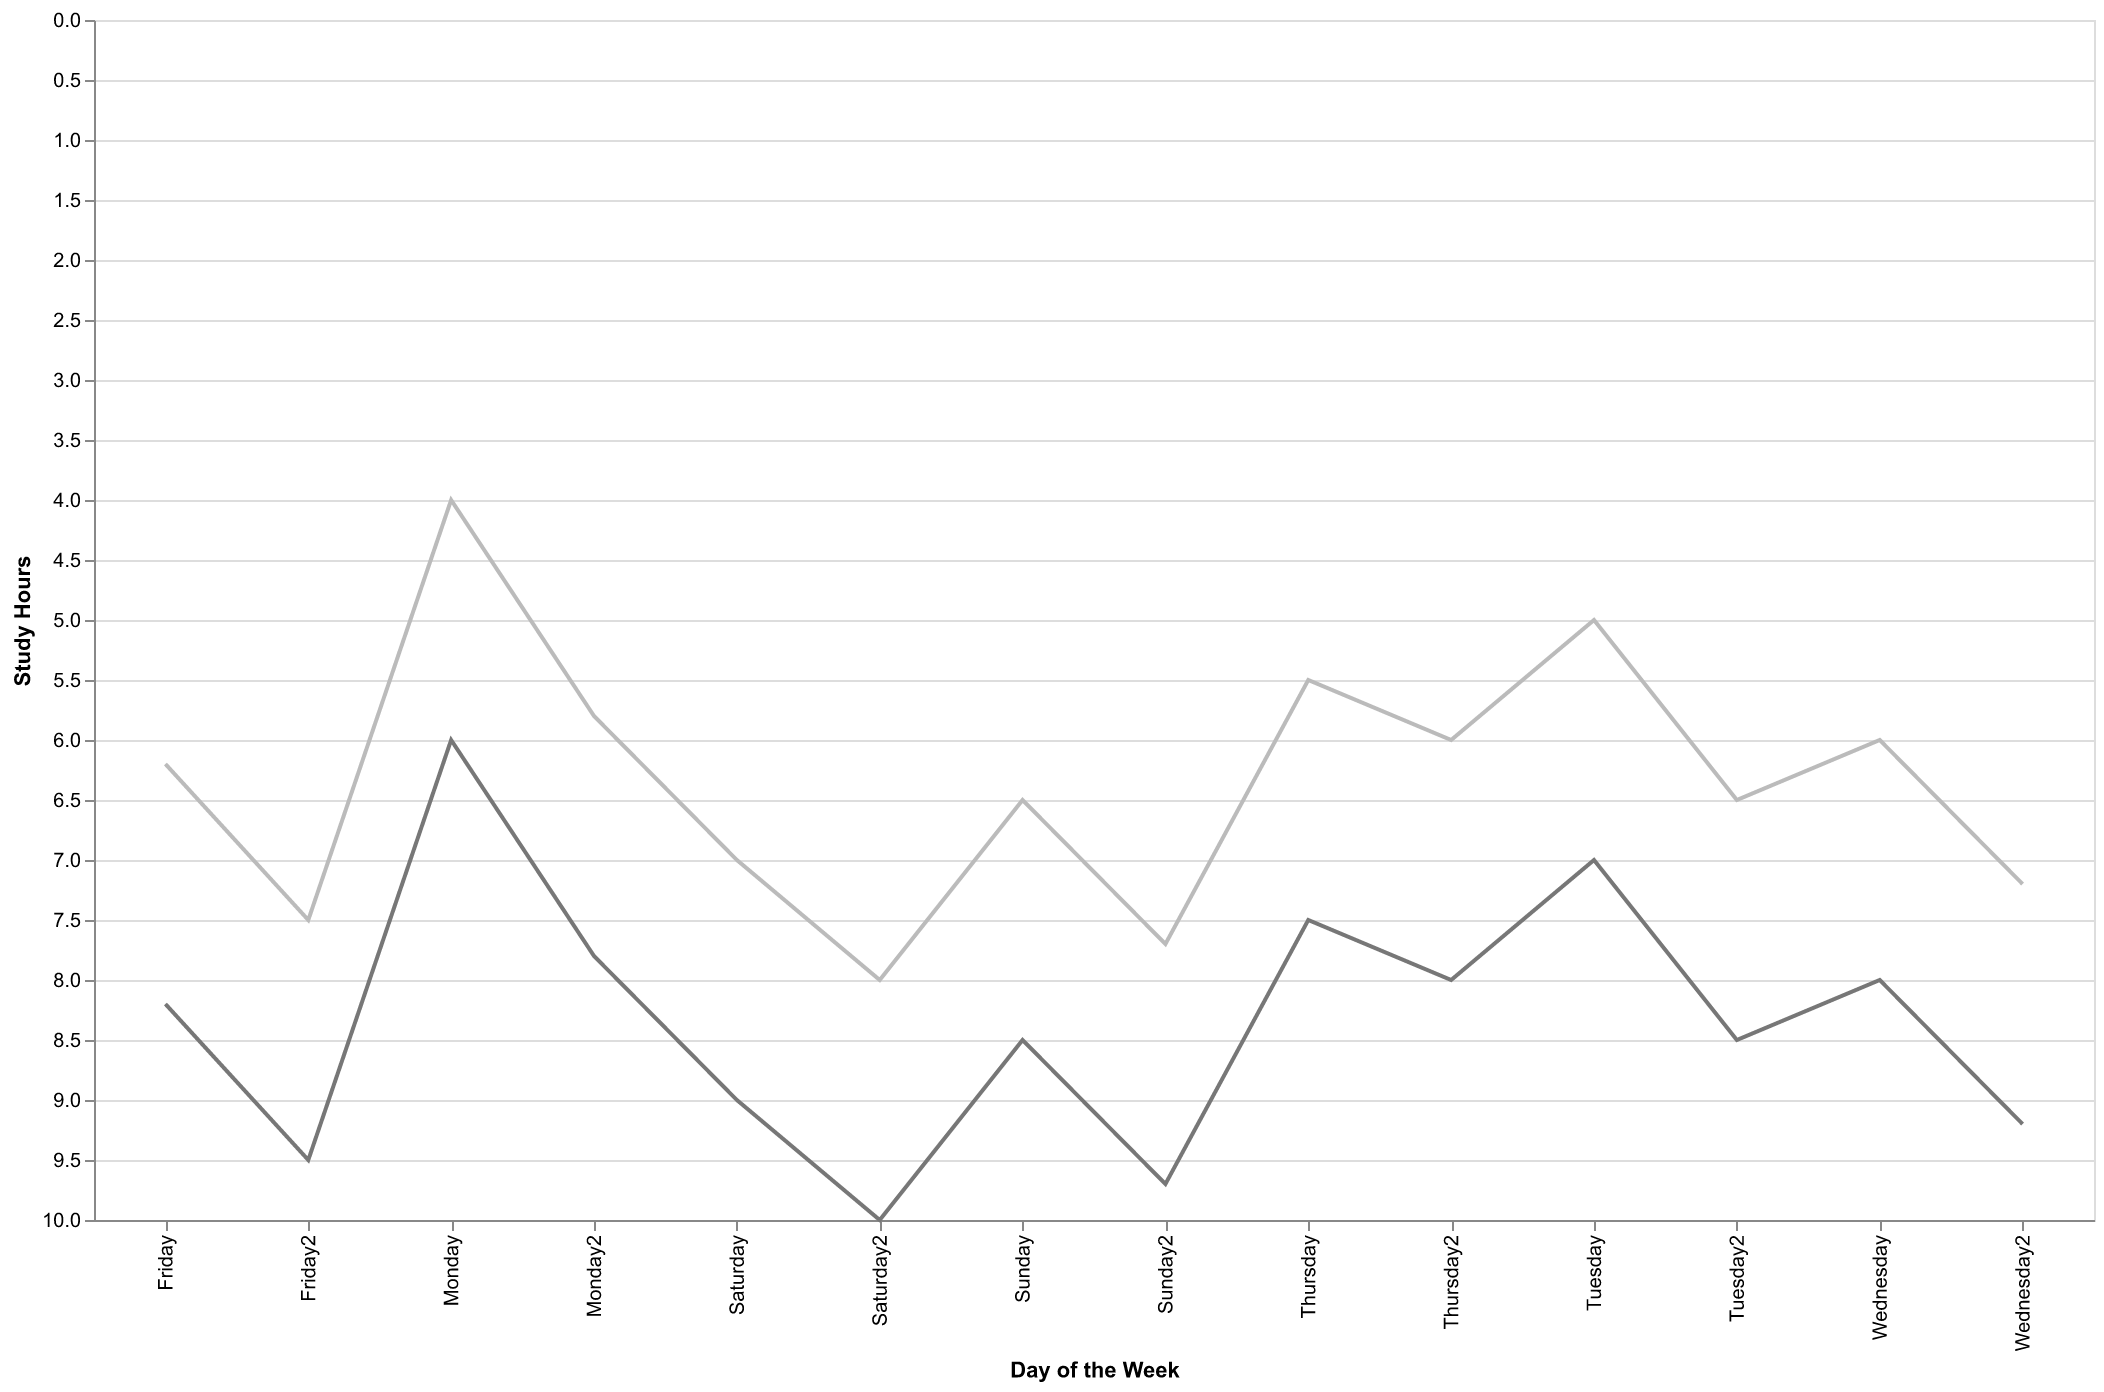 0.0
0.5
1.0
1.5
2.0
2.5
3.0
3.5
4.0
4.5
5.0
5.5
6.0
6.5
7.0
7.5
8.0
8.5
9.0
9.5
10.0
Study Hours
Friday
Friday2
Monday
Monday2
Saturday
Saturday2
Sunday
Sunday2
Thursday
Thursday2
Tuesday
Tuesday2
Wednesday
Wednesday2
Day of the Week